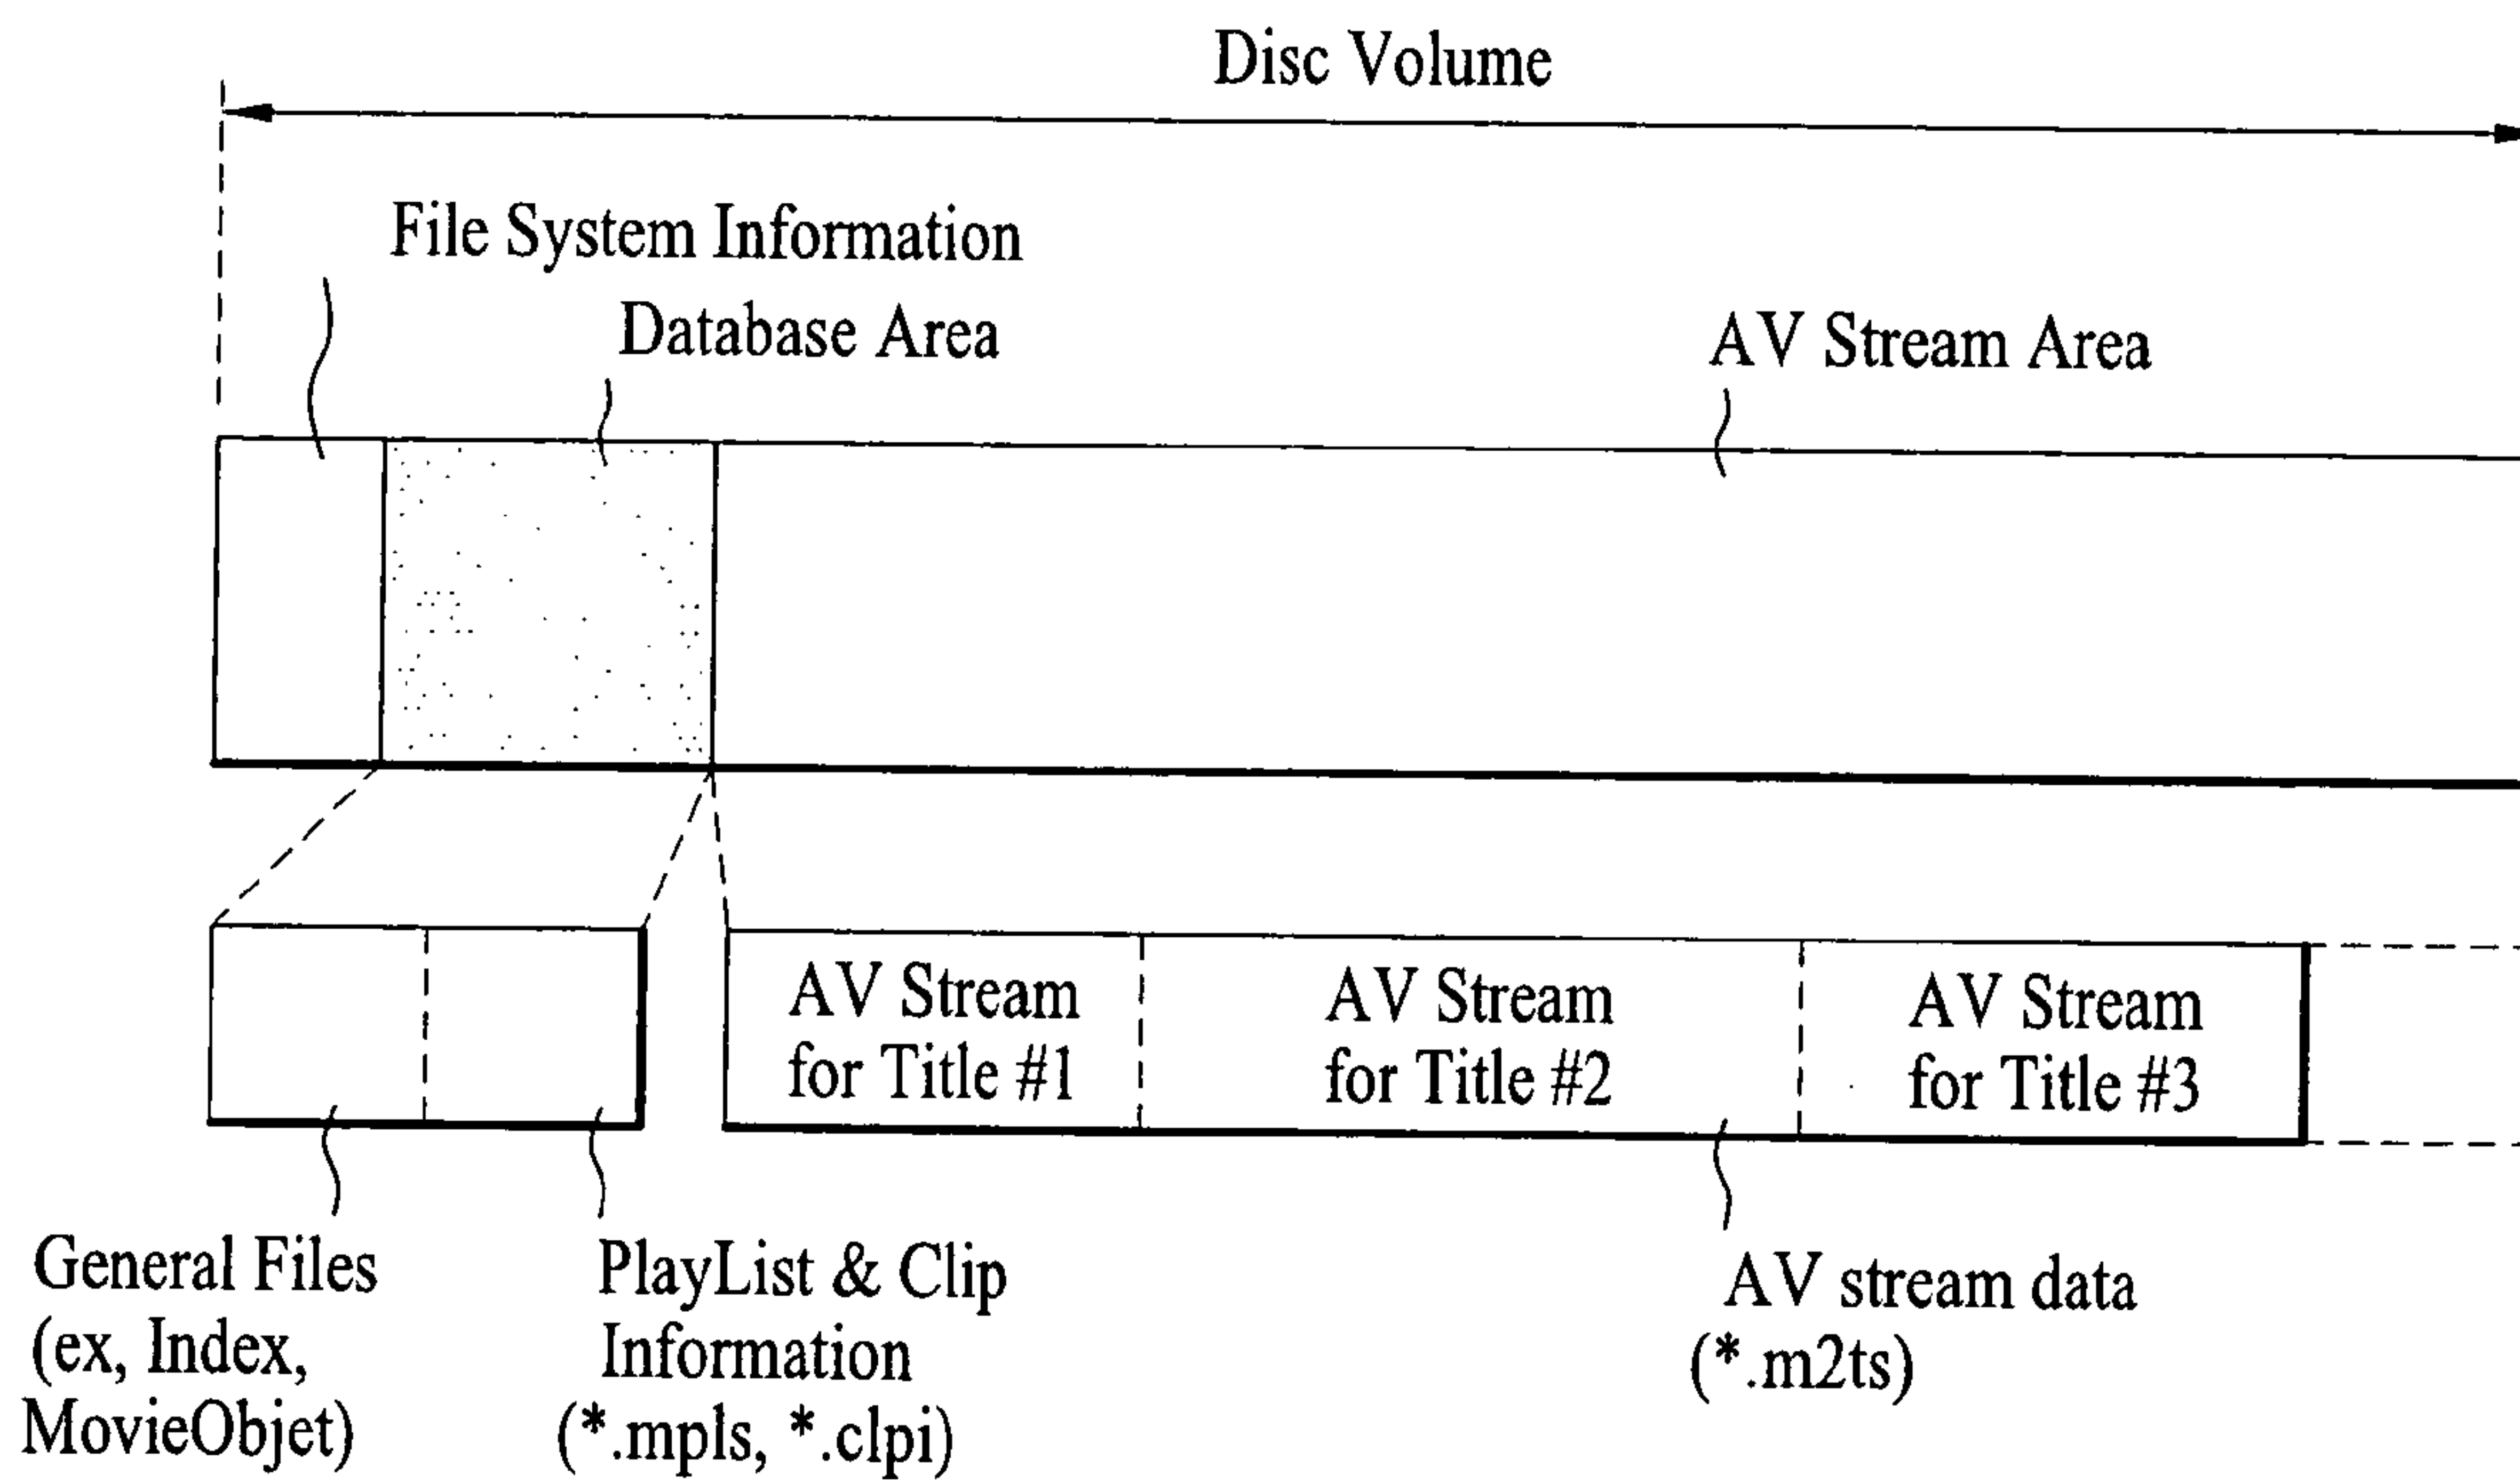 Disc Volume
File System Information
Database Area
AV Stream Area
AV Stream
for Title #1
AV Stream
for Title #2
AV Stream
for Title #3
General Files
(ex, Index,
MovieObjet)
PlayList & Clip
Information
(*.mpls, *.clpi)
AV stream data
(*.m2ts)